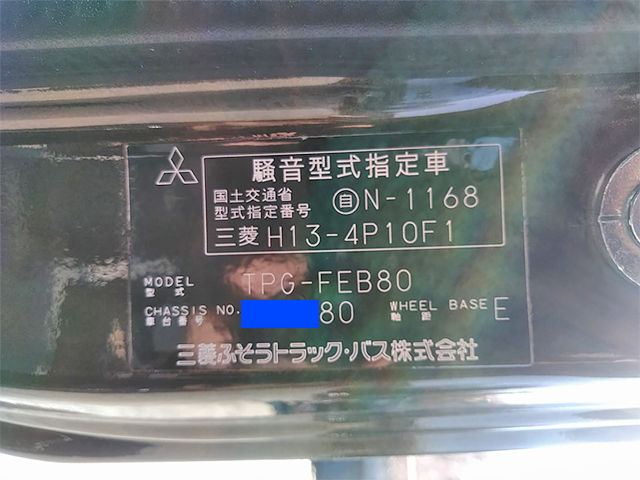 騒音型式指定車
国土交通省
型式指定番号 自 N-1168
三菱 H13-4P10F1
MODEL TPG-FEB80
型式
CHASSIS NO. 80 WHEEL BASE E
車台番号 軸距
三菱ふそうトラック・バス株式会社